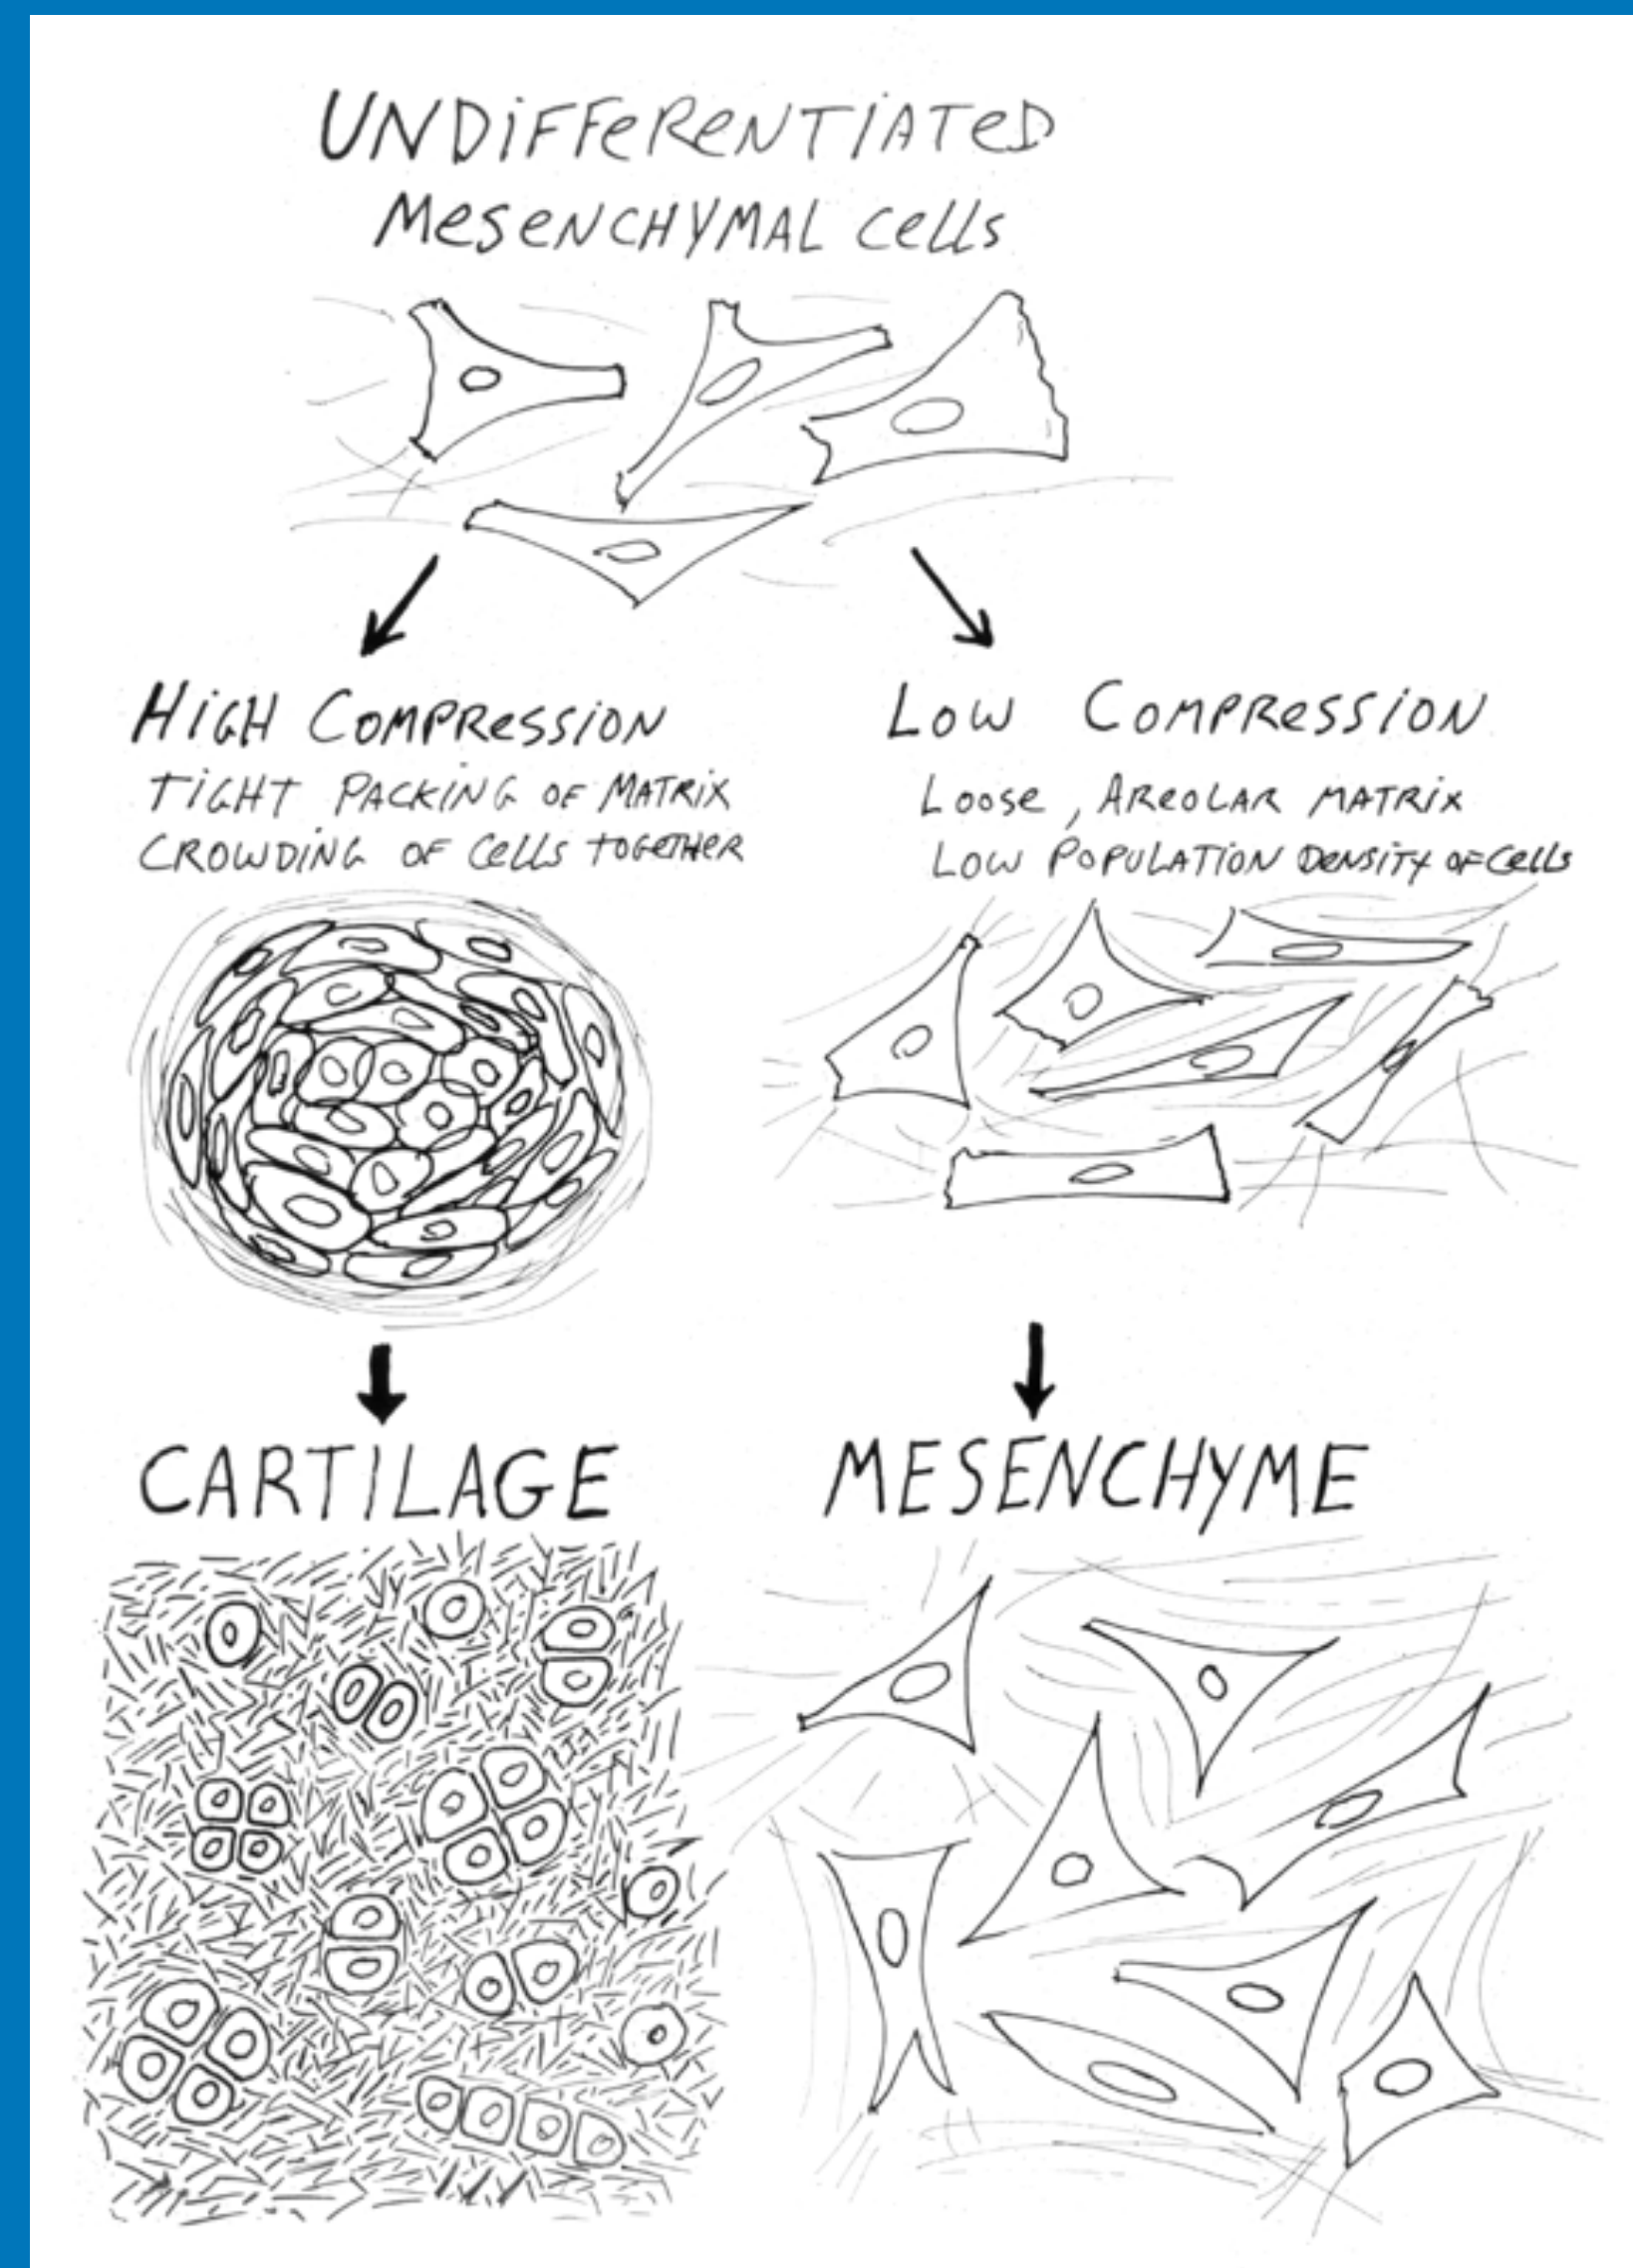 UNDIFFERENTIATED
MESENCHYMAL CELLS
HIGH COMPRESSION
TIGHT PACKING OF MATRIX
CROWDING OF CELLS TOGETHER
LOW COMPRESSION
LOOSE, AREOLAR MATRIX
LOW POPULATION DENSITY OF CELLS
CARTILAGE
MESENCHYME